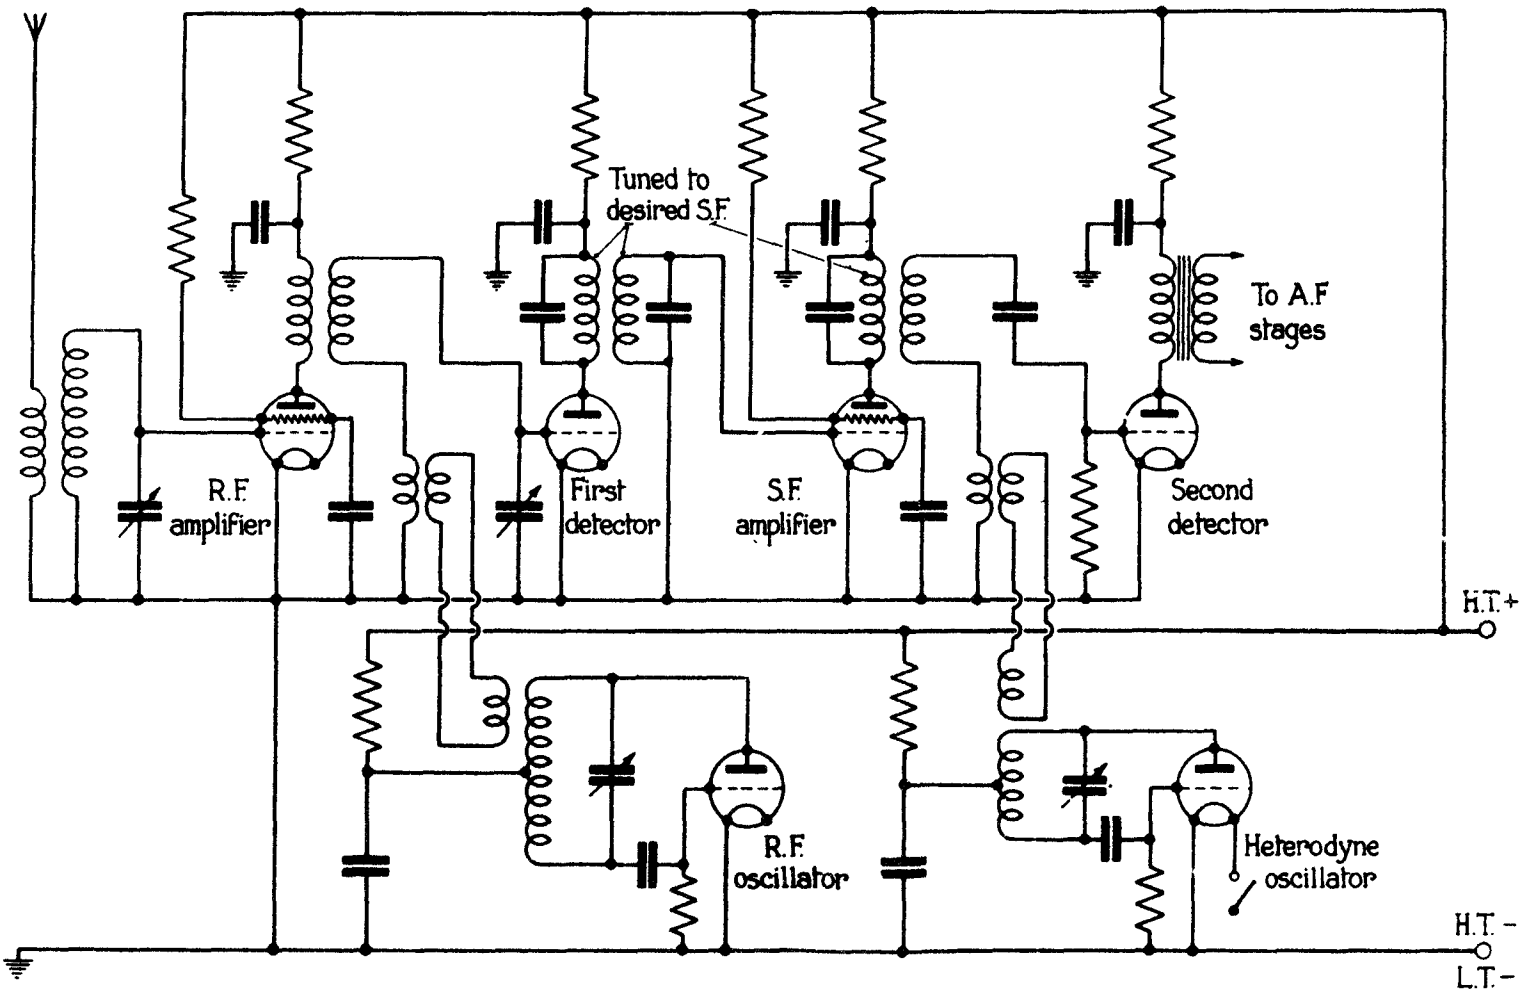 Tuned to
desired S.F.
To A.F
stages
R.F.
amplifier
First
detector
S.F.
amplifier
Second
detector
H.T. +
R.F.
oscillator
Heterodyne
oscillator
H.T. -
L.T. -